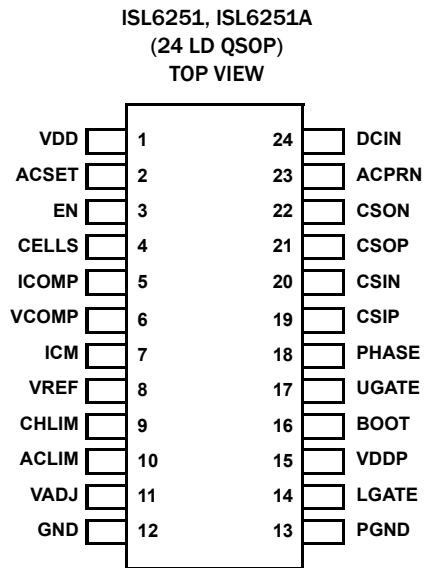 ISL6251, ISL6251A
(24 LD QSOP)
TOP VIEW
VDD 1 24 DCIN
ACSET 2 23 ACPRN
EN 3 22 CSON
CELLS 4 21 CSOP
ICOMP 5 20 CSIN
VCOMP 6 19 CSIP
ICM 7 18 PHASE
VREF 8 17 UGATE
CHLIM 9 16 BOOT
ACLIM 10 15 VDDP
VADJ 11 14 LGATE
GND 12 13 PGND